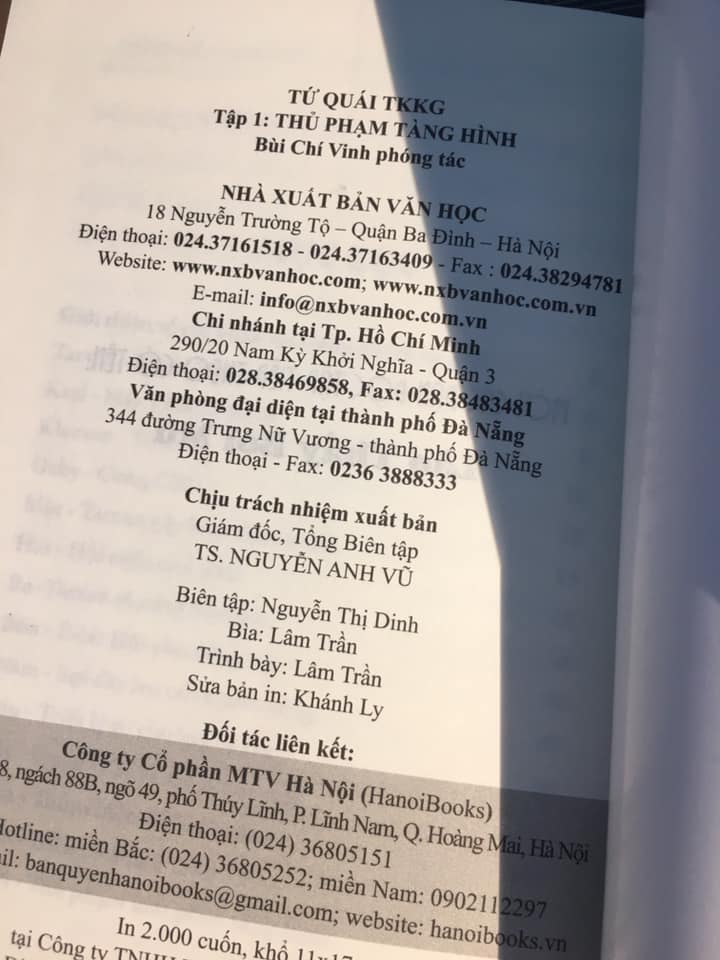 TỨ QUÁI TKKG
Tập 1: THỦ PHẠM TÀNG HÌNH
Bùi Chí Vinh phóng tác
NHÀ XUẤT BẢN VĂN HỌC
18 Nguyễn Trường Tộ – Quận Ba Đình – Hà Nội
Điện thoại: 024.37161518 - 024.37163409 - Fax : 024.38294781
Website: www.nxbvanhoc.com; www.nxbvanhoc.com.vn
E-mail: info@nxbvanhoc.com.vn
Chi nhánh tại Tp. Hồ Chí Minh
290/20 Nam Kỳ Khởi Nghĩa - Quận 3
Điện thoại: 028.38469858, Fax: 028.38483481
Văn phòng đại diện tại thành phố Đà Nẵng
344 đường Trưng Nữ Vương - thành phố Đà Nẵng
Điện thoại - Fax: 0236 3888333
Chịu trách nhiệm xuất bản
Giám đốc, Tổng Biên tập
TS. NGUYỄN ANH VŨ
Biên tập: Nguyễn Thị Dinh
Bìa: Lâm Trần
Trình bày: Lâm Trần
Sửa bản in: Khánh Ly
Đối tác liên kết:
Công ty Cổ phần MTV Hà Nội (HanoiBooks)
8, ngách 88B, ngõ 49, phố Thúy Lĩnh, P. Lĩnh Nam, Q. Hoàng Mai, Hà Nội
Điện thoại: (024) 36805151
Hotline: miền Bắc: (024) 36805252; miền Nam: 0902112297
ail: banquyenhanoibooks@gmail.com; website: hanoibooks.vn
In 2.000 cuốn, khổ 11x17
tại Công ty TNHH